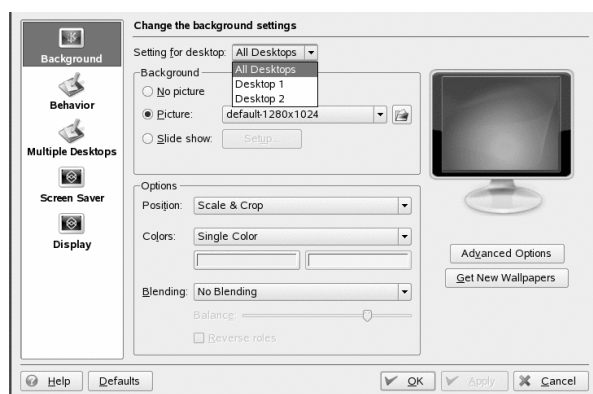 Change the background settings
Background
Behavior
Multiple Desktops
Screen Saver
Display
Setting for desktop: All Desktops
All Desktops
Desktop 1
Desktop 2
Background
No picture
Picture: default-1280x1024
Slide show: Setup
Options
Position: Scale & Crop
Colors: Single Color
Blending: No Blending
Balance:
Reverse roles
Advanced Options
Get New Wallpapers
Help Defaults OK Apply Cancel